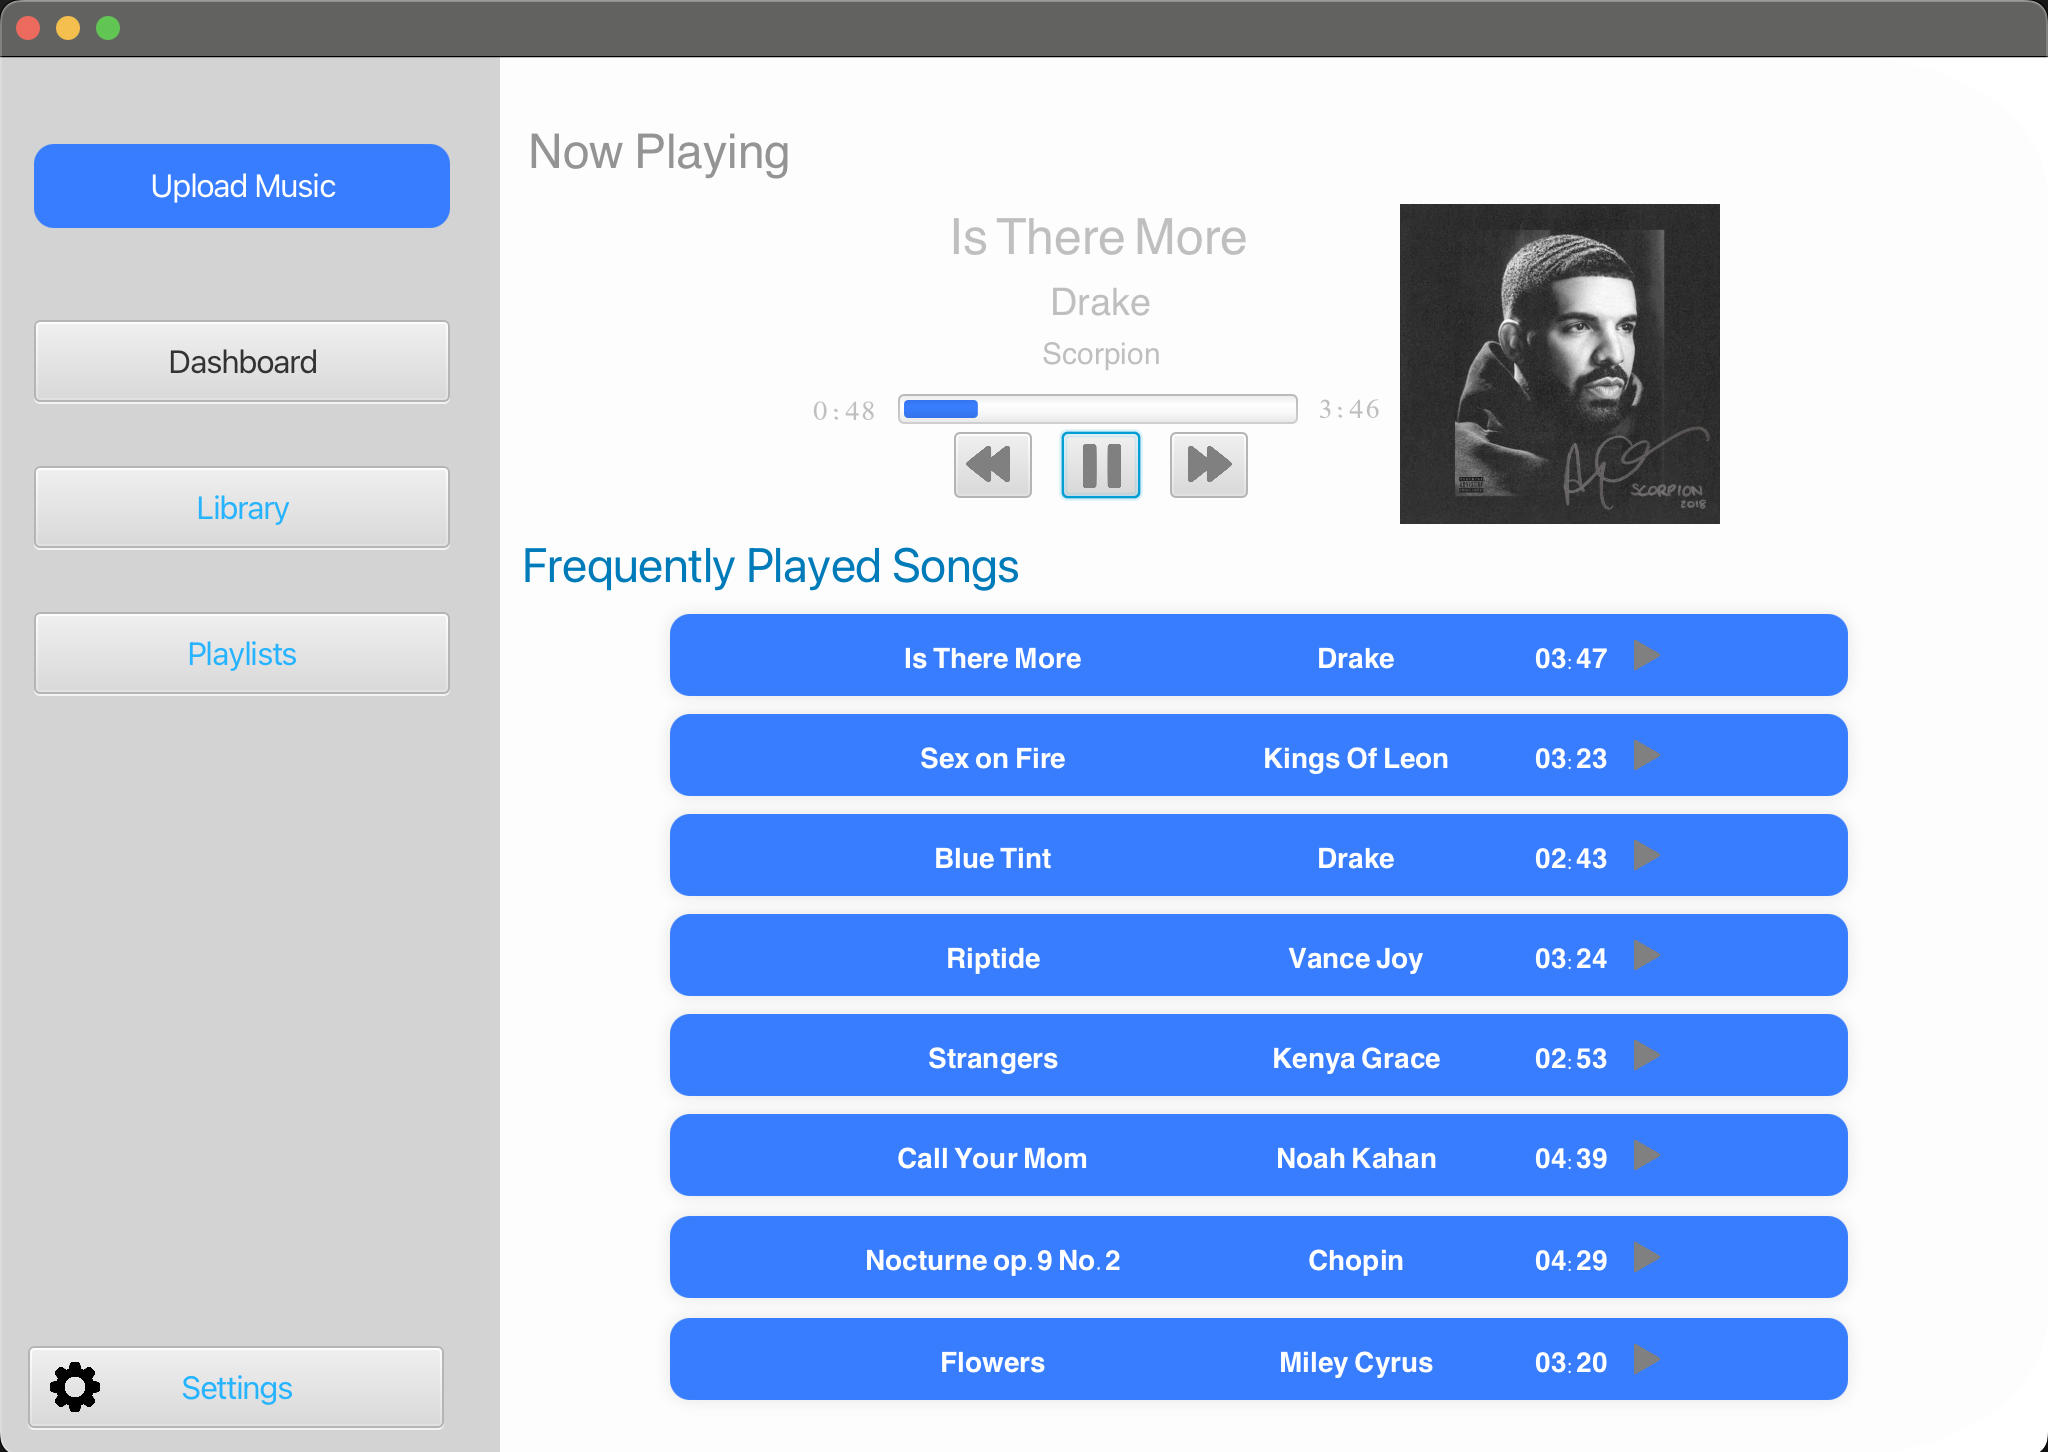 Upload Music
Dashboard
Library
Playlists
Settings
Now Playing
Is There More
Drake
Scorpion
0:48 3:46
SCORPION
2018
Frequently Played Songs
Is There More Drake 03:47
Sex on Fire Kings Of Leon 03:23
Blue Tint Drake 02:43
Riptide Vance Joy 03:24
Strangers Kenya Grace 02:53
Call Your Mom Noah Kahan 04:39
Nocturne op. 9 No. 2 Chopin 04:29
Flowers Miley Cyrus 03:20